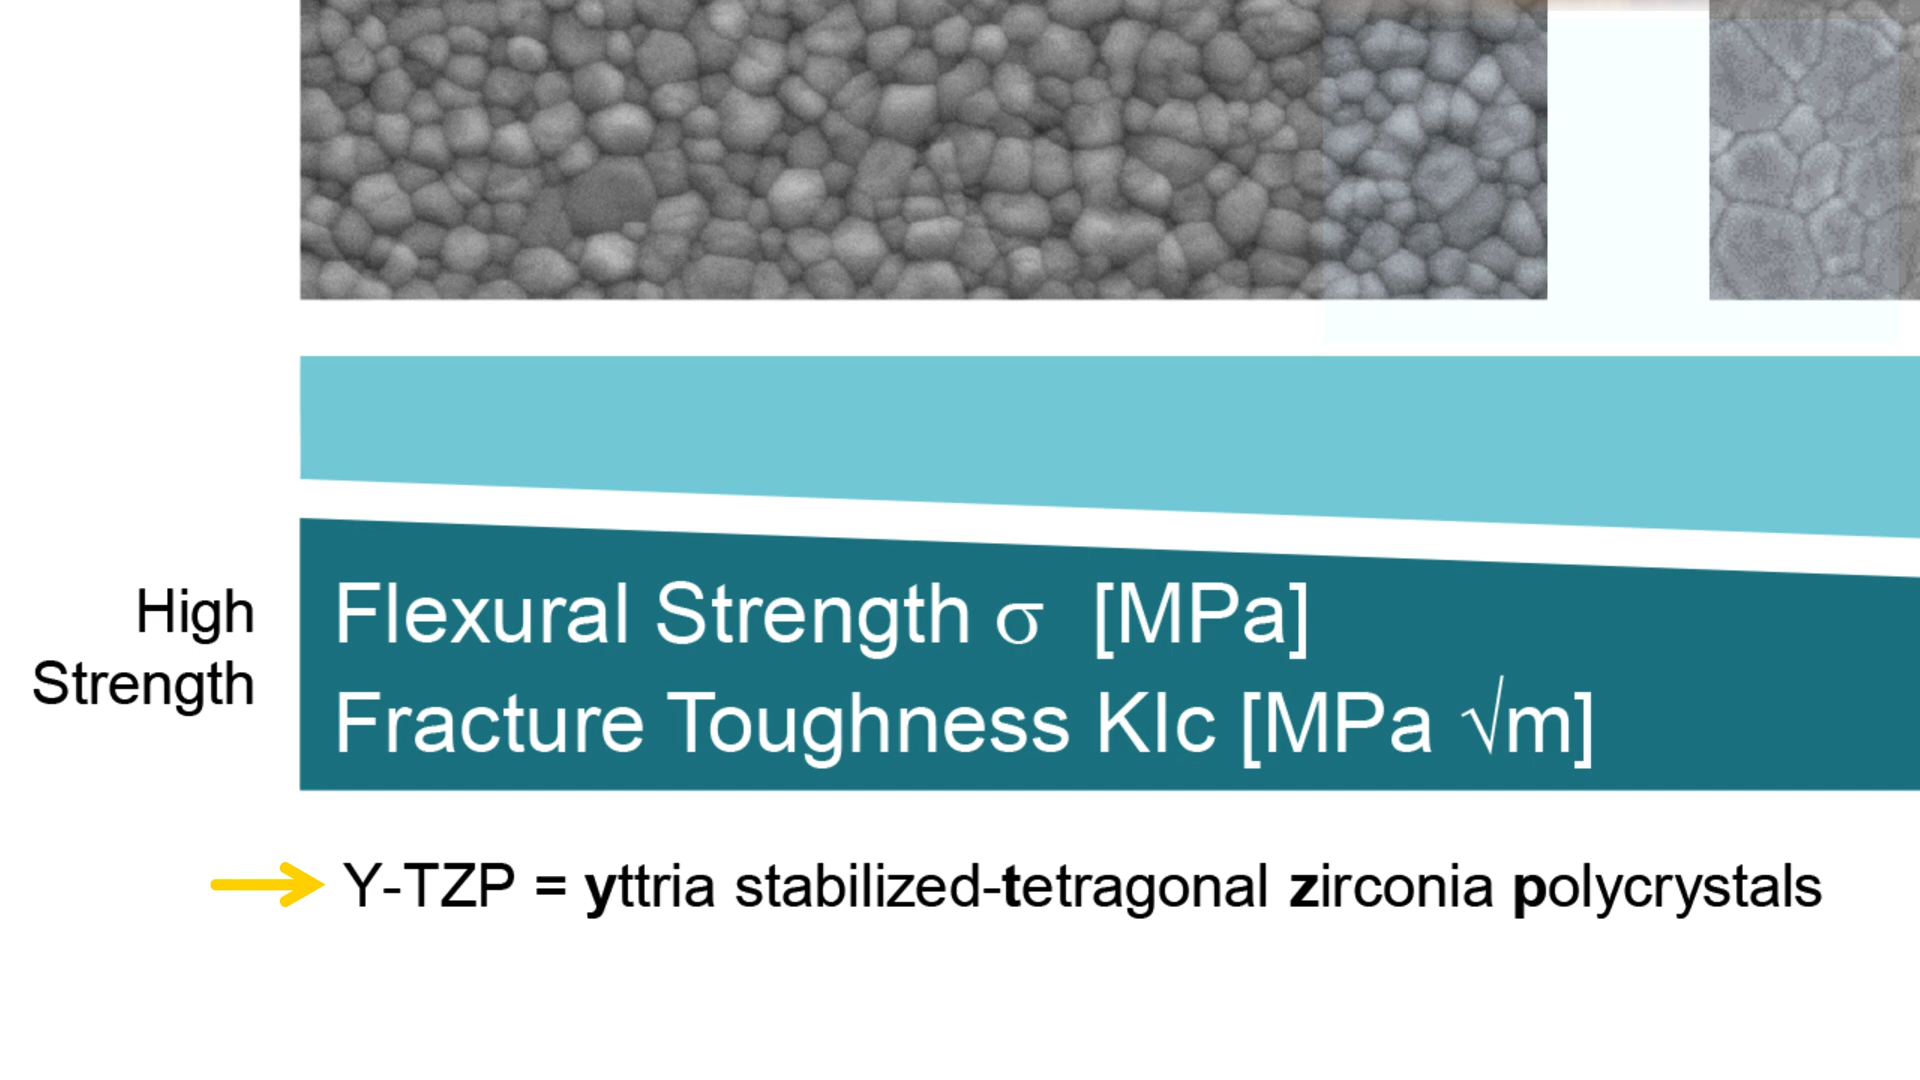 High
Strength
Flexural Strength σ [MPa]
Fracture Toughness KIc [MPa √m]
Y-TZP = yttria stabilized-tetragonal zirconia polycrystals